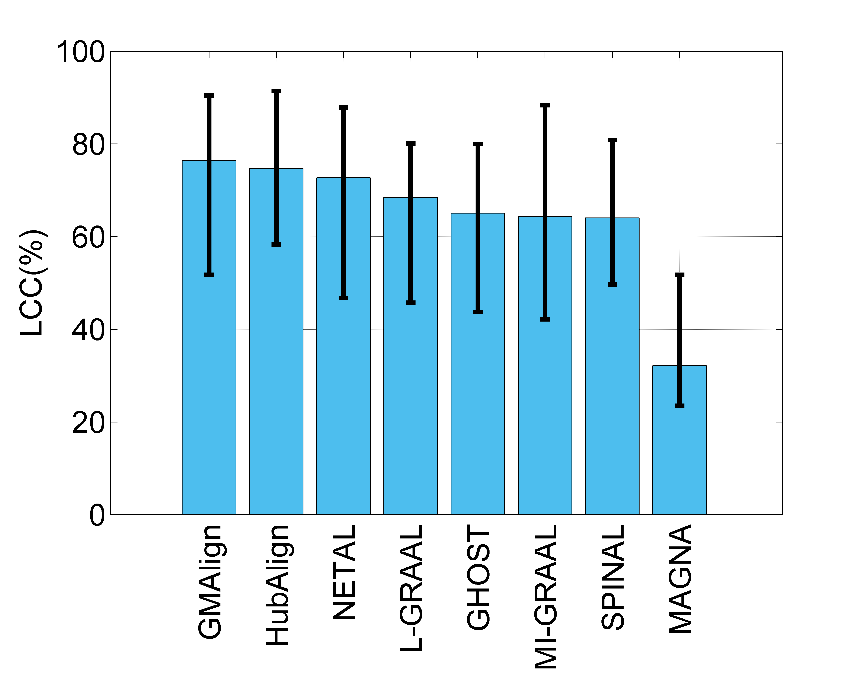 100
80
60
40
20
0
LCC(%)
GMAlign
HubAlign
NETAL
L-GRAAL
GHOST
MI-GRAAL
SPINAL
MAGNA